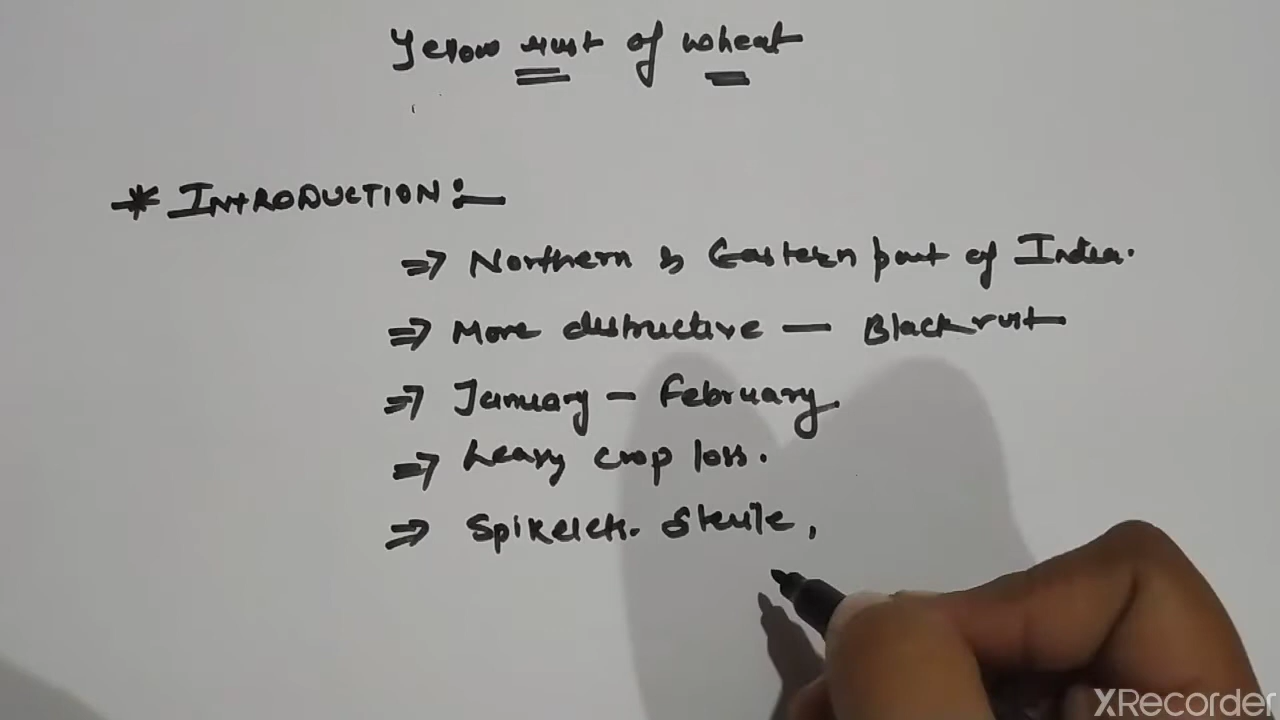 Yellow rust of wheat
* INTRODUCTION :-
⇒ Northern & Eastern part of India.
⇒ More destructive — Black rust
⇒ January - February.
⇒ Heavy crop loss.
⇒ Spikelets. Sterile,
XRecorder